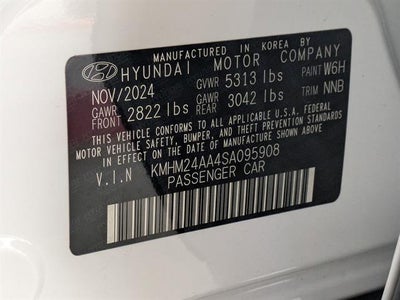 MANUFACTURED IN KOREA BY
HYUNDAI MOTOR COMPANY
NOV/2024 GVWR 5313 lbs PAINT W6H
GAWR FRONT 2822 lbs GAWR REAR 3042 lbs TRIM NNB
THIS VEHICLE CONFORMS TO ALL APPLICABLE U.S.A. FEDERAL
MOTOR VEHICLE SAFETY, BUMPER, AND THEFT PREVENTION STANDARDS
IN EFFECT ON THE DATE OF MANUFACTURE SHOWN ABOVE.
V.I.N KMHM24AA4SA095908
PASSENGER CAR